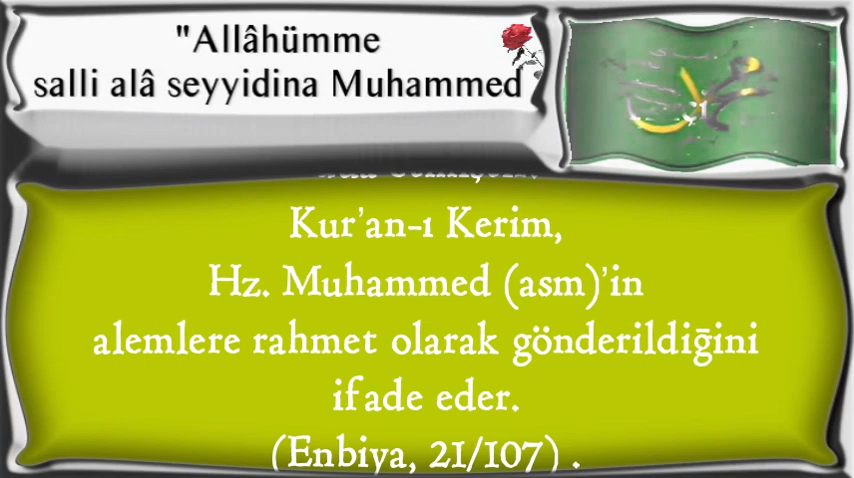 "Allâhümme
salli alâ seyyidina Muhammed
Kur'an-ı Kerim,
Hz. Muhammed (asm)'in
alemlere rahmet olarak gönderildiğini
ifade eder.
(Enbiya, 21/107) .